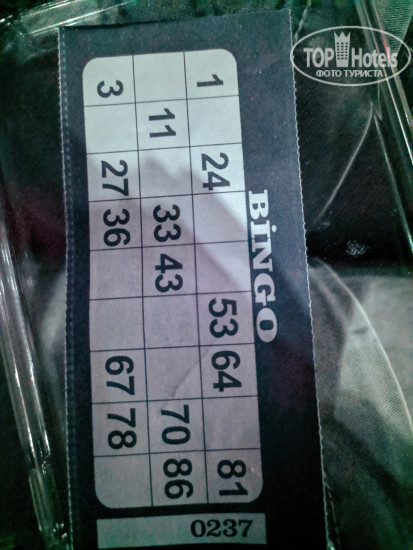 TOP Hotels
ФОТО ТУРИСТА
BİNGO
1 24 53 64 81
11 33 43 70 86
3 27 36 67 78
0237